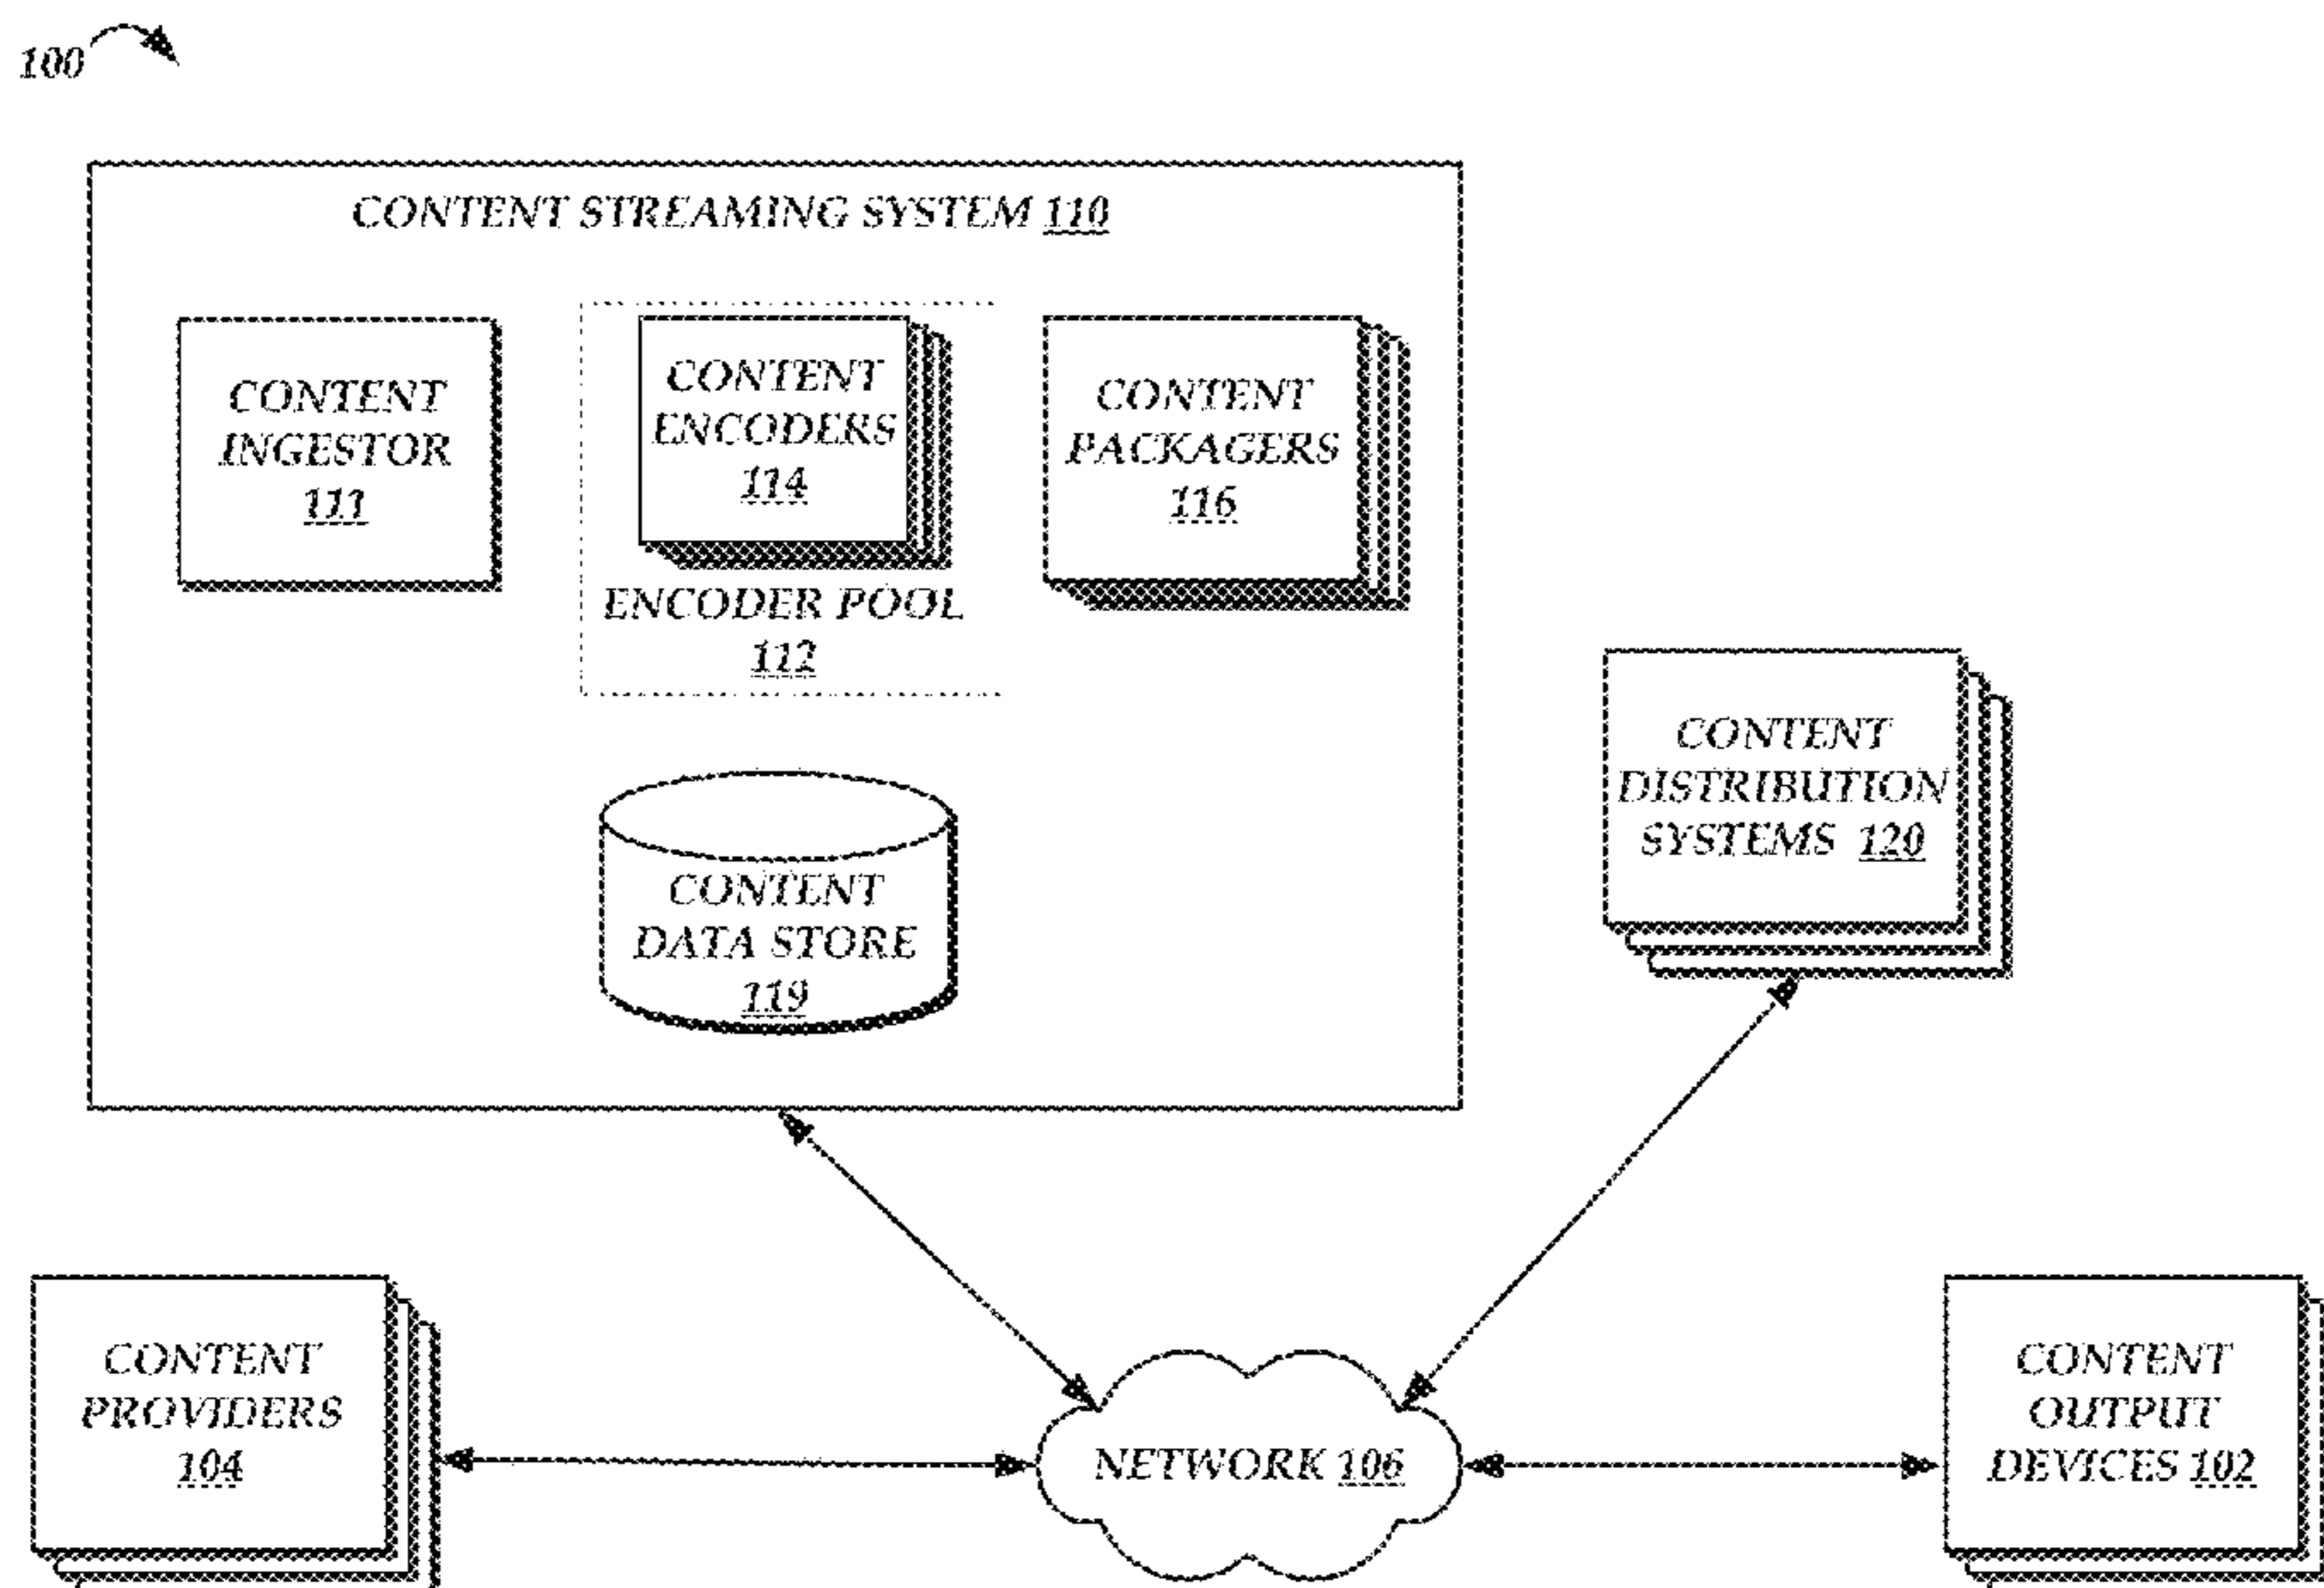 100
CONTENT STREAMING SYSTEM 110
CONTENT
INGESTOR
111
CONTENT
ENCODERS
114
ENCODER POOL
112
CONTENT
PACKAGERS
116
CONTENT
DATA STORE
119
CONTENT
DISTRIBUTION
SYSTEMS 120
CONTENT
PROVIDERS
104
NETWORK 106
CONTENT
OUTPUT
DEVICES 102